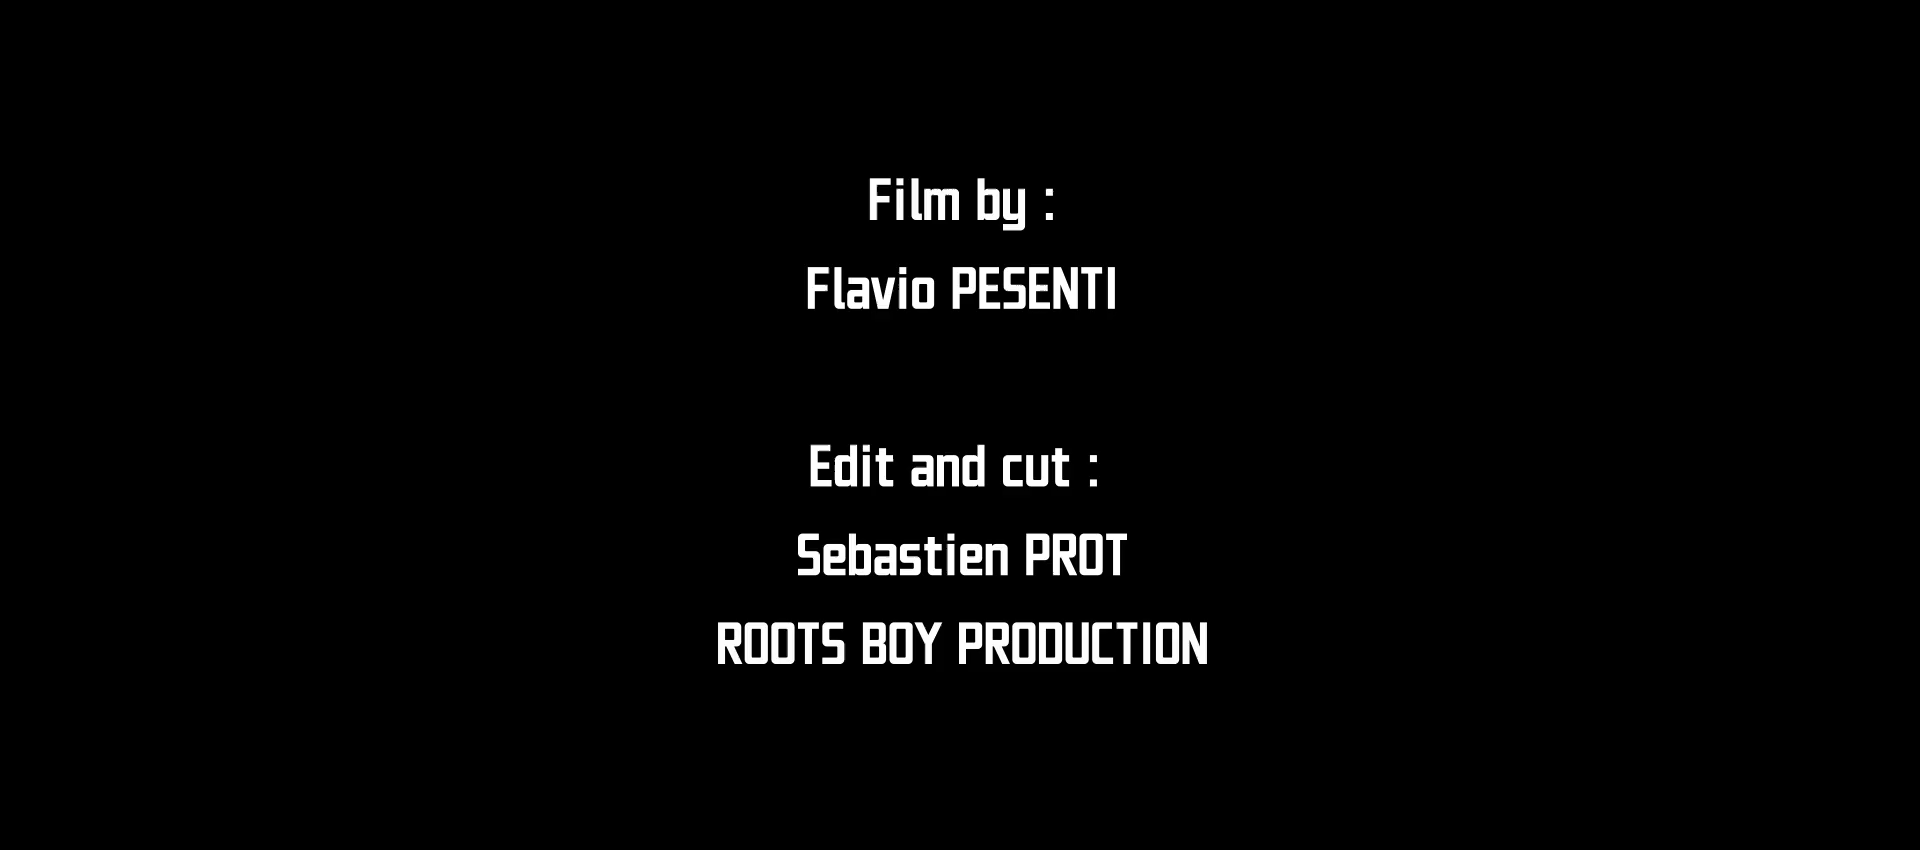 Film by :
Flavio PESENTI
Edit and cut :
Sebastien PROT
ROOTS BOY PRODUCTION